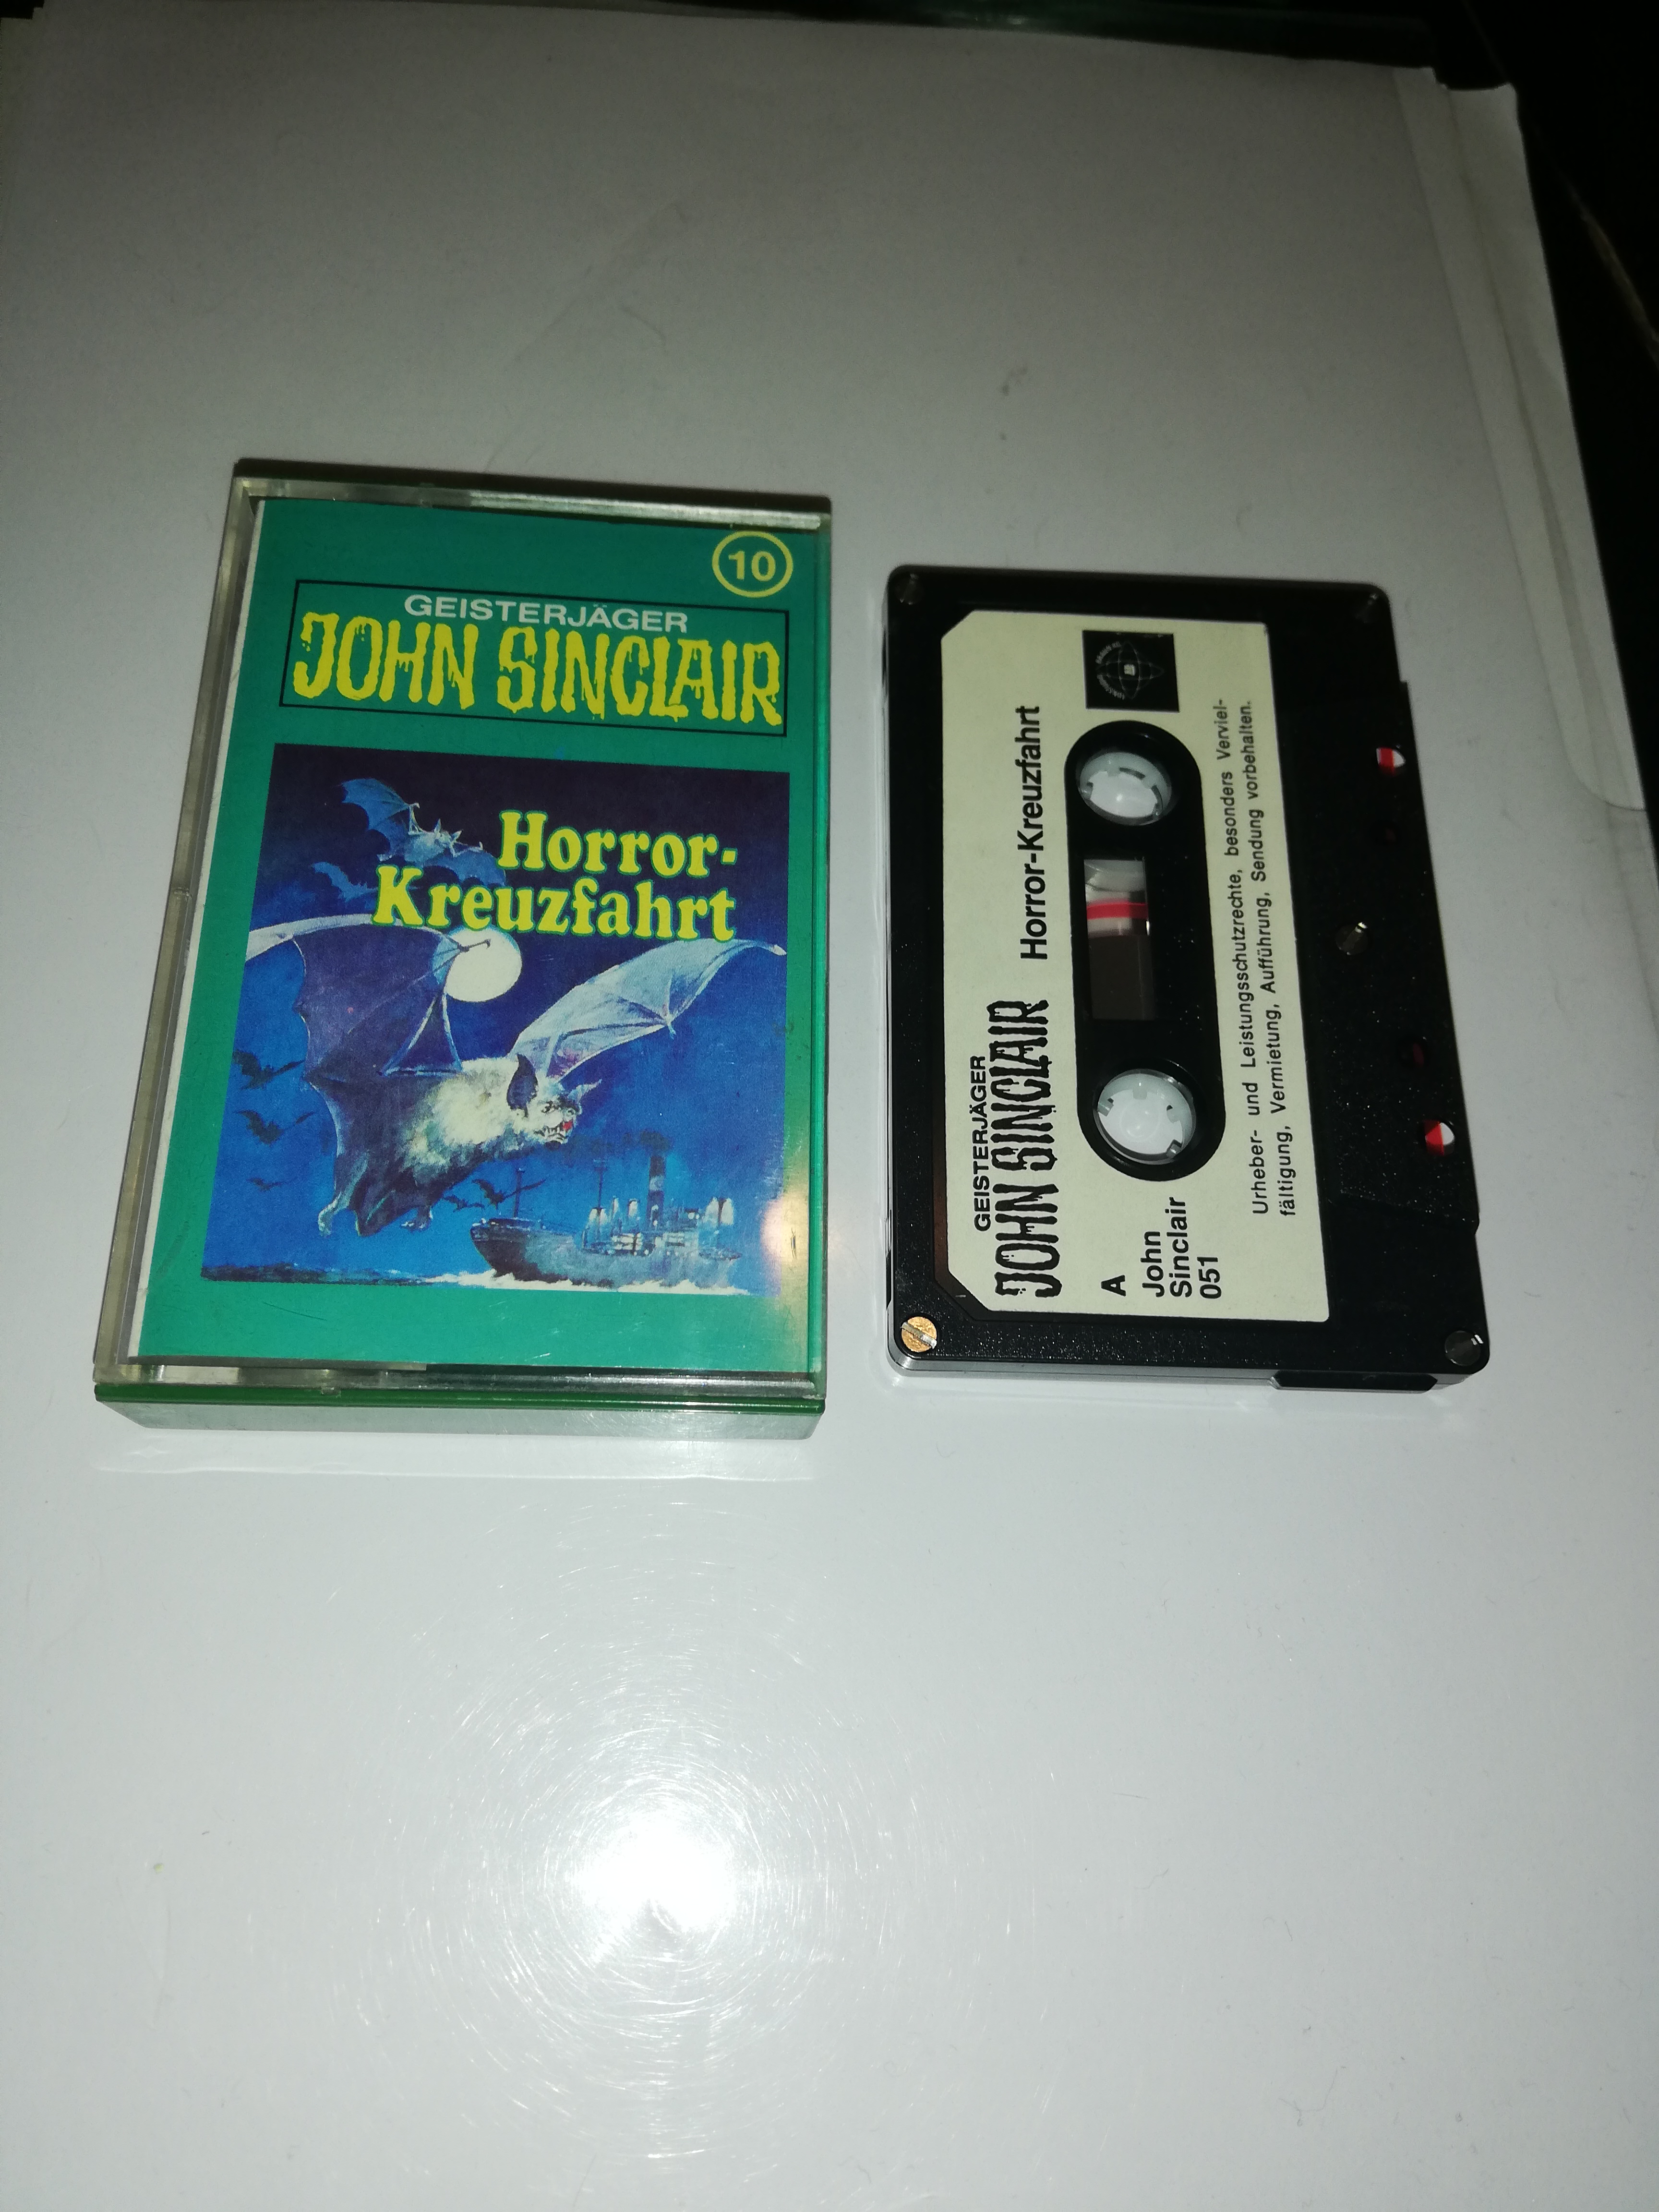 10
GEISTERJÄGER
JOHN SINCLAIR
Horror-
Kreuzfahrt
GEISTERJÄGER
JOHN SINCLAIR
Horror-Kreuzfahrt
A
John
Sinclair
051
Urheber- und Leistungsschutzrechte, besonders Verviel-
fältigung, Vermietung, Aufführung, Sendung vorbehalten.